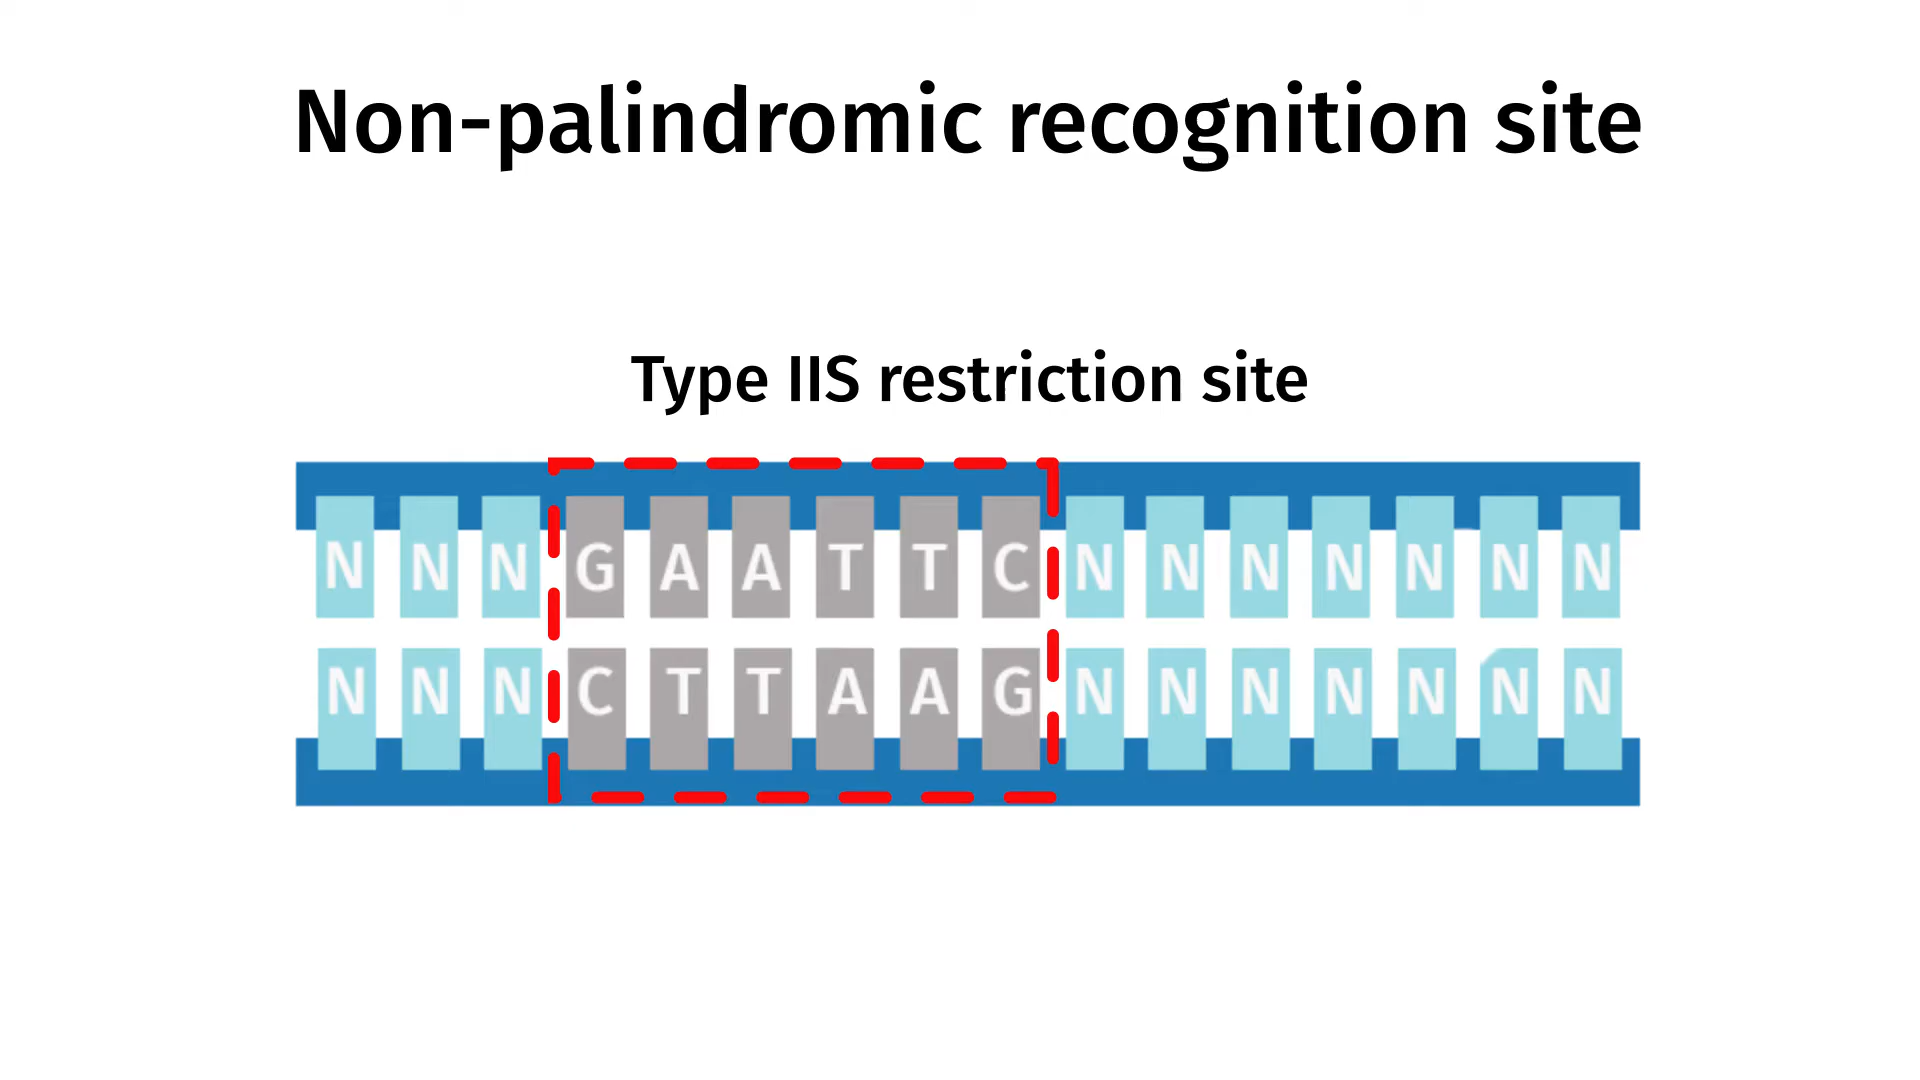 Non-palindromic recognition site
Type IIS restriction site
N N N G A A T T C N N N N N N N
N N N C T T A A G N N N N N N N